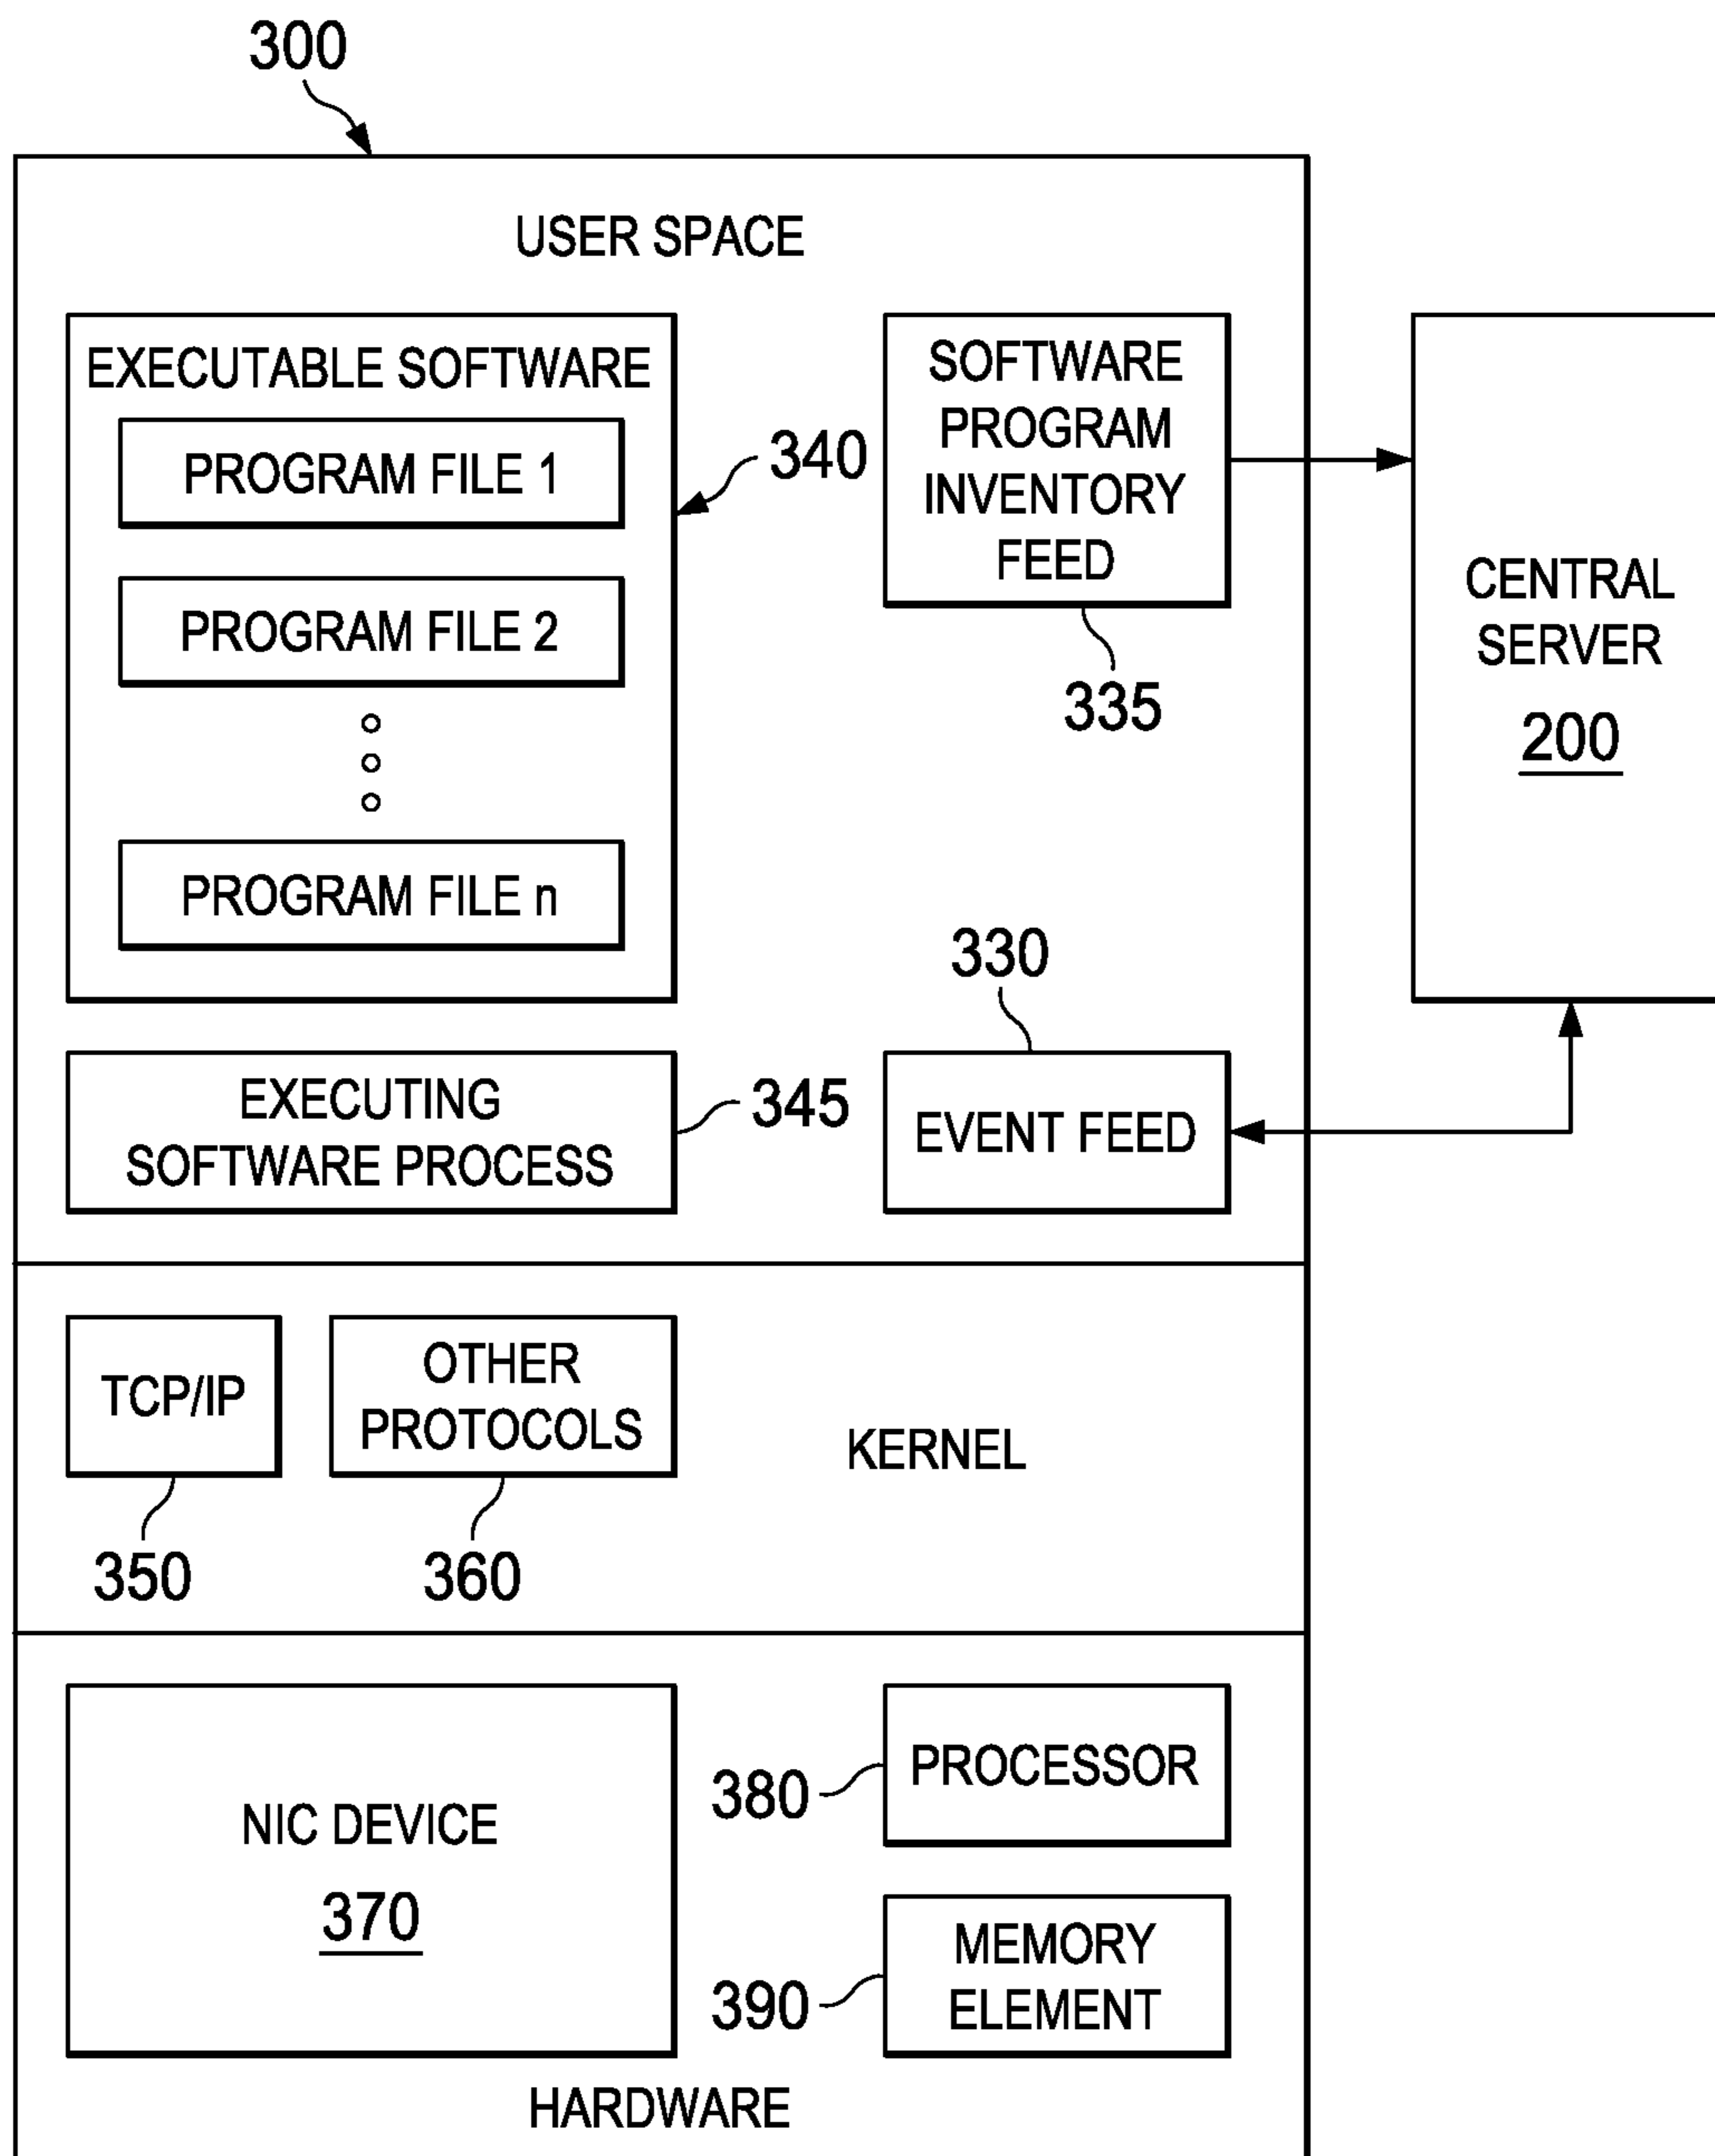 300
USER SPACE
EXECUTABLE SOFTWARE
PROGRAM FILE 1
PROGRAM FILE 2
PROGRAM FILE n
340
SOFTWARE
PROGRAM
INVENTORY
FEED
335
CENTRAL
SERVER
200
EXECUTING
SOFTWARE PROCESS
345
330
EVENT FEED
TCP/IP
350
OTHER
PROTOCOLS
360
KERNEL
NIC DEVICE
370
380
PROCESSOR
390
MEMORY
ELEMENT
HARDWARE